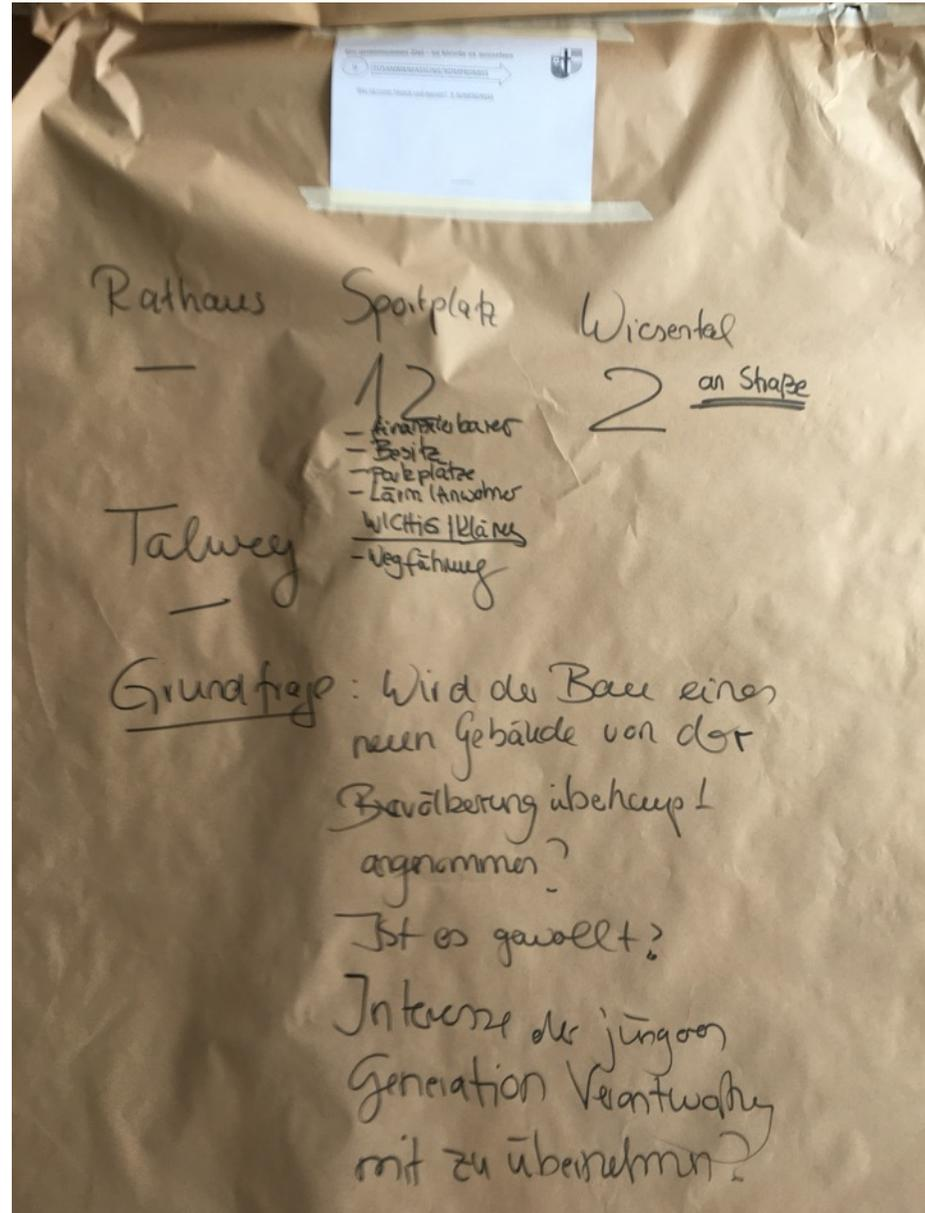 ZUSAMMENFASSUNG/KOMPROMISS
Rathaus
—
Sportplatz
12
- finanzierbarer
- Besitz
- Parkplätze
- Lärm / Anwohner
WICHTIG / klären
- Wegführung
Wiesental
2 an Straße
Talweg
—
Grundfrage: Wird der Bau eines
neuen Gebäude von der
Bevölkerung überhaupt
angenommen?
Ist es gewollt?
Interesse der jüngeren
Generation Verantwortung
mit zu übernehmen?